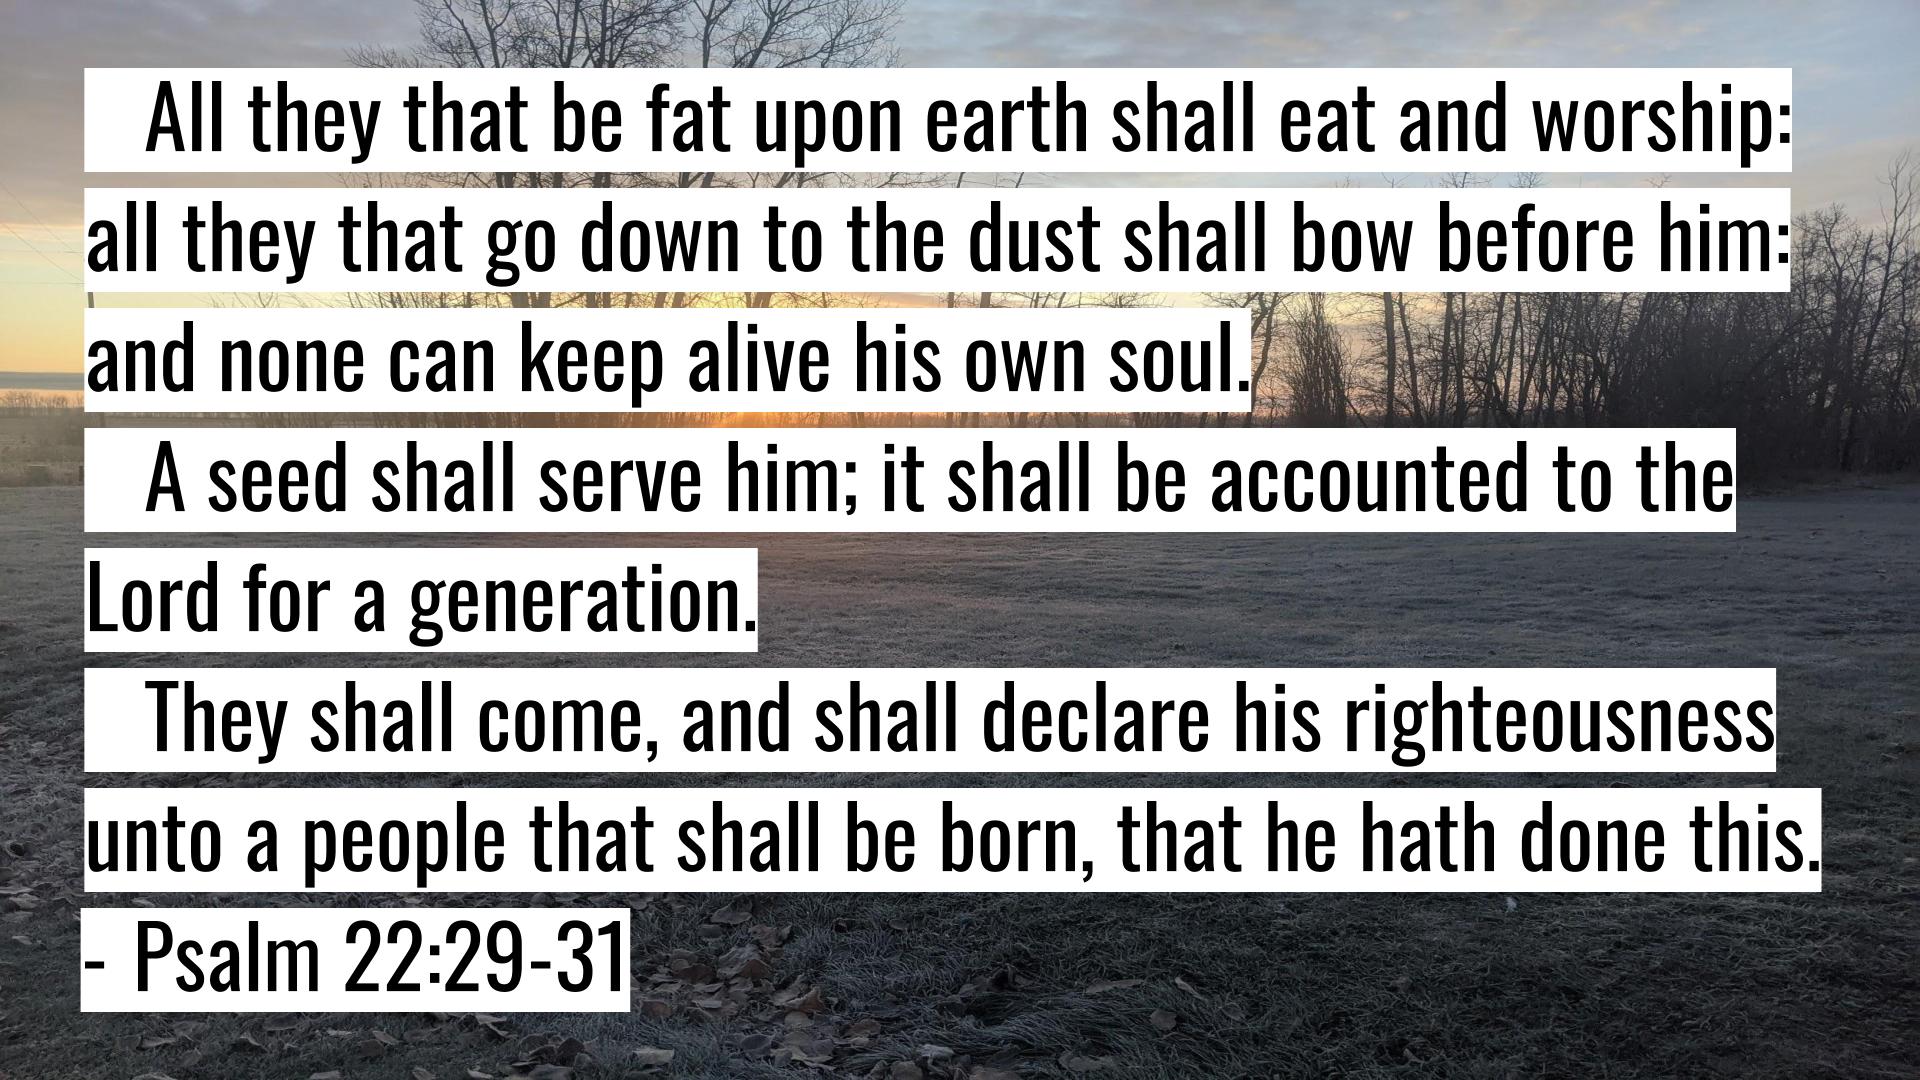 All they that be fat upon earth shall eat and worship:
all they that go down to the dust shall bow before him:
and none can keep alive his own soul.
A seed shall serve him; it shall be accounted to the
Lord for a generation.
They shall come, and shall declare his righteousness
unto a people that shall be born, that he hath done this.
- Psalm 22:29-31